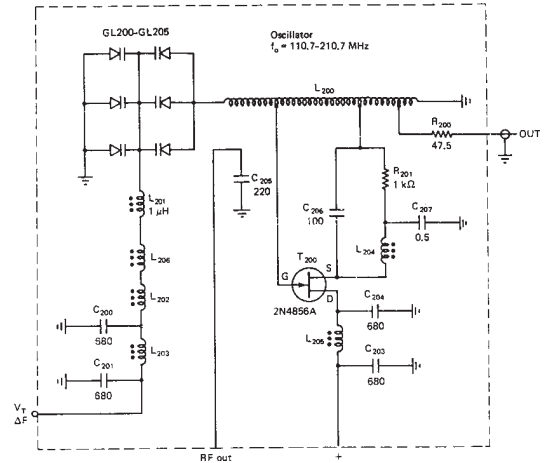 GL200-GL205
Oscillator
f₀ = 110.7-210.7 MHz
L₂₀₀
R₂₀₀
47.5
OUT
C₂₀₅
220
R₂₀₁
1 kΩ
L₂₀₁
1 μH
C₂₀₆
100
C₂₀₇
0.5
L₂₀₄
L₂₀₆
T₂₀₀
G
S
D
L₂₀₂
2N4856A
C₂₀₄
680
C₂₀₀
680
L₂₀₃
L₂₀₅
C₂₀₃
680
C₂₀₁
680
V_T
ΔF
RF out
+